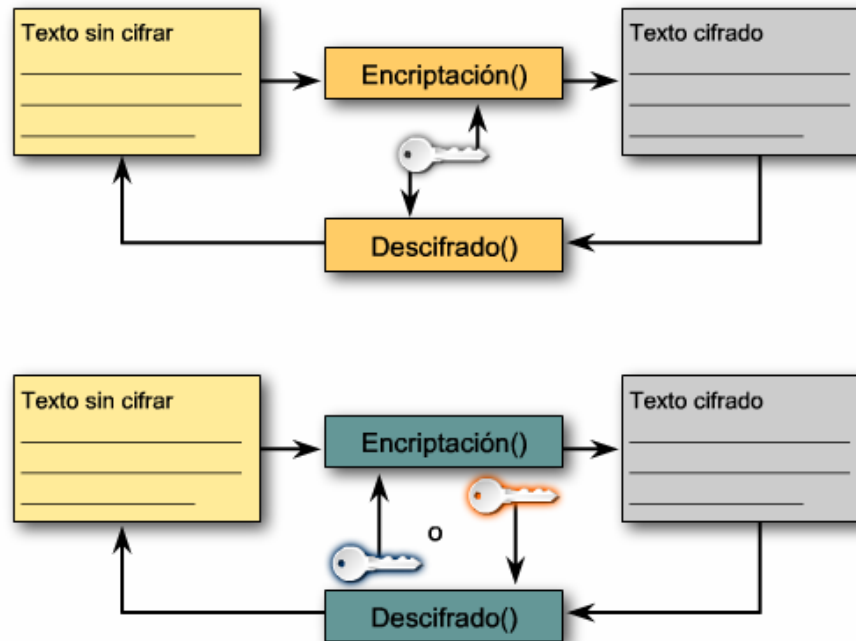 Texto sin cifrar
Encriptación()
Texto cifrado
Descifrado()
Texto sin cifrar
Encriptación()
Texto cifrado
o
Descifrado()